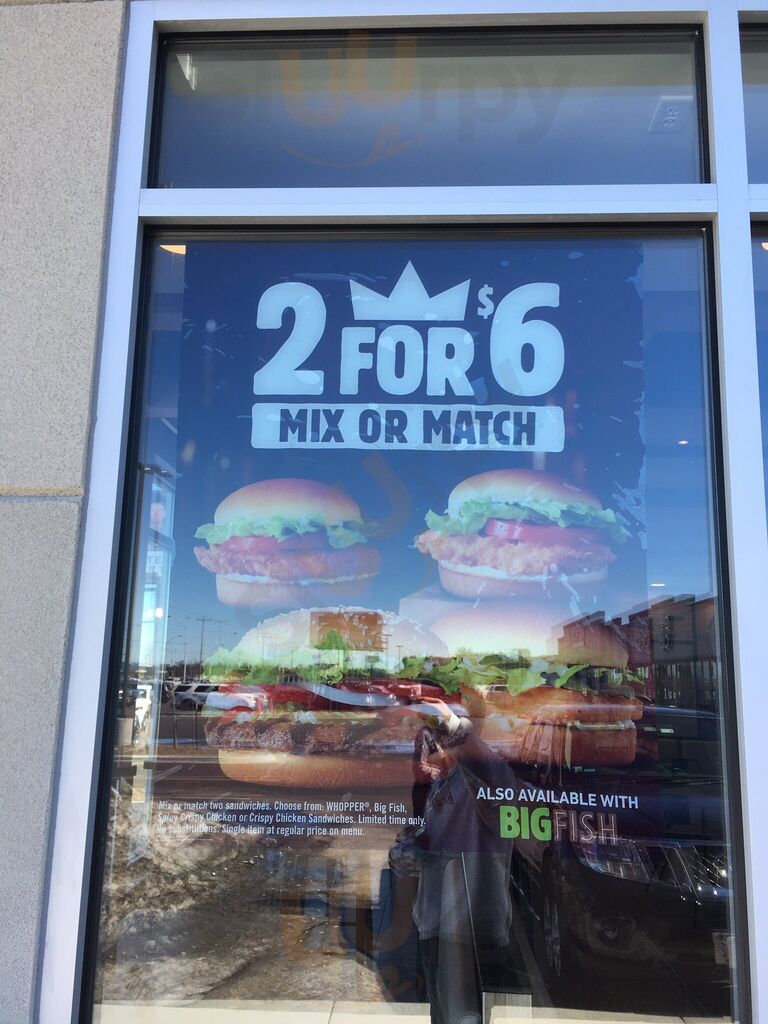 2 FOR $6
MIX OR MATCH
Mix or match two sandwiches. Choose from: WHOPPER®, Big Fish,
Spicy Crispy Chicken or Crispy Chicken Sandwiches. Limited time only.
No substitutions. Single item at regular price on menu.
ALSO AVAILABLE WITH
BIGFISH